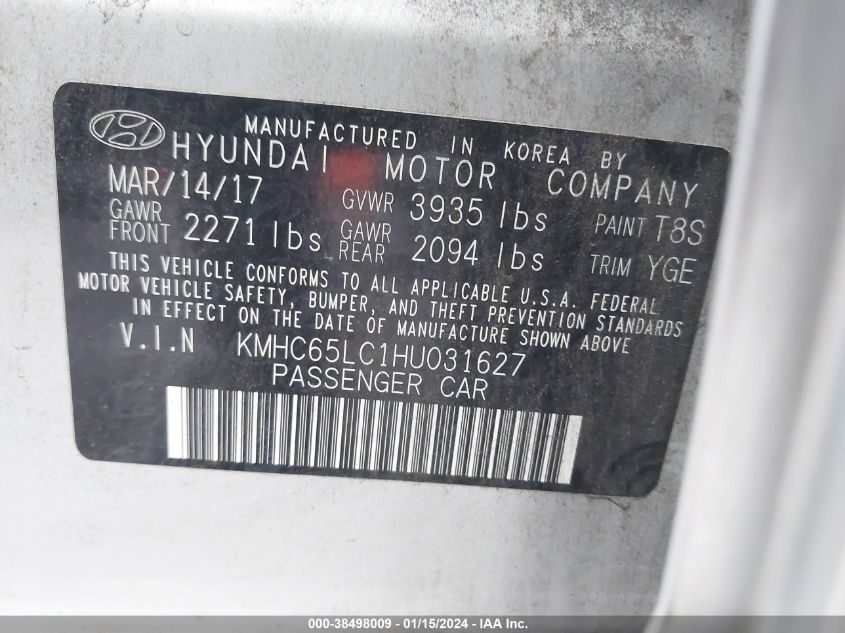 MANUFACTURED IN KOREA BY
HYUNDAI MOTOR COMPANY
MAR/14/17 GVWR 3935 lbs PAINT T8S
GAWR FRONT 2271 lbs GAWR REAR 2094 lbs TRIM YGE
THIS VEHICLE CONFORMS TO ALL APPLICABLE U.S.A. FEDERAL
MOTOR VEHICLE SAFETY, BUMPER, AND THEFT PREVENTION STANDARDS
IN EFFECT ON THE DATE OF MANUFACTURE SHOWN ABOVE
V.I.N KMHC65LC1HU031627
PASSENGER CAR
000-38498009 - 01/15/2024 - IAA Inc.